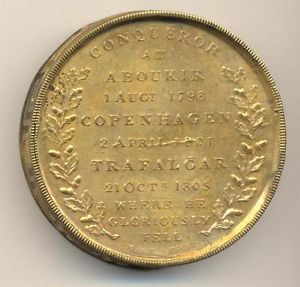 CONQUEROR
AT
ABOUKIR
1 AUGT 1798
COPENHAGEN
2 APRIL 1801
TRAFALGAR
21 OCTR 1805
WHERE HE
GLORIOUSLY
FELL